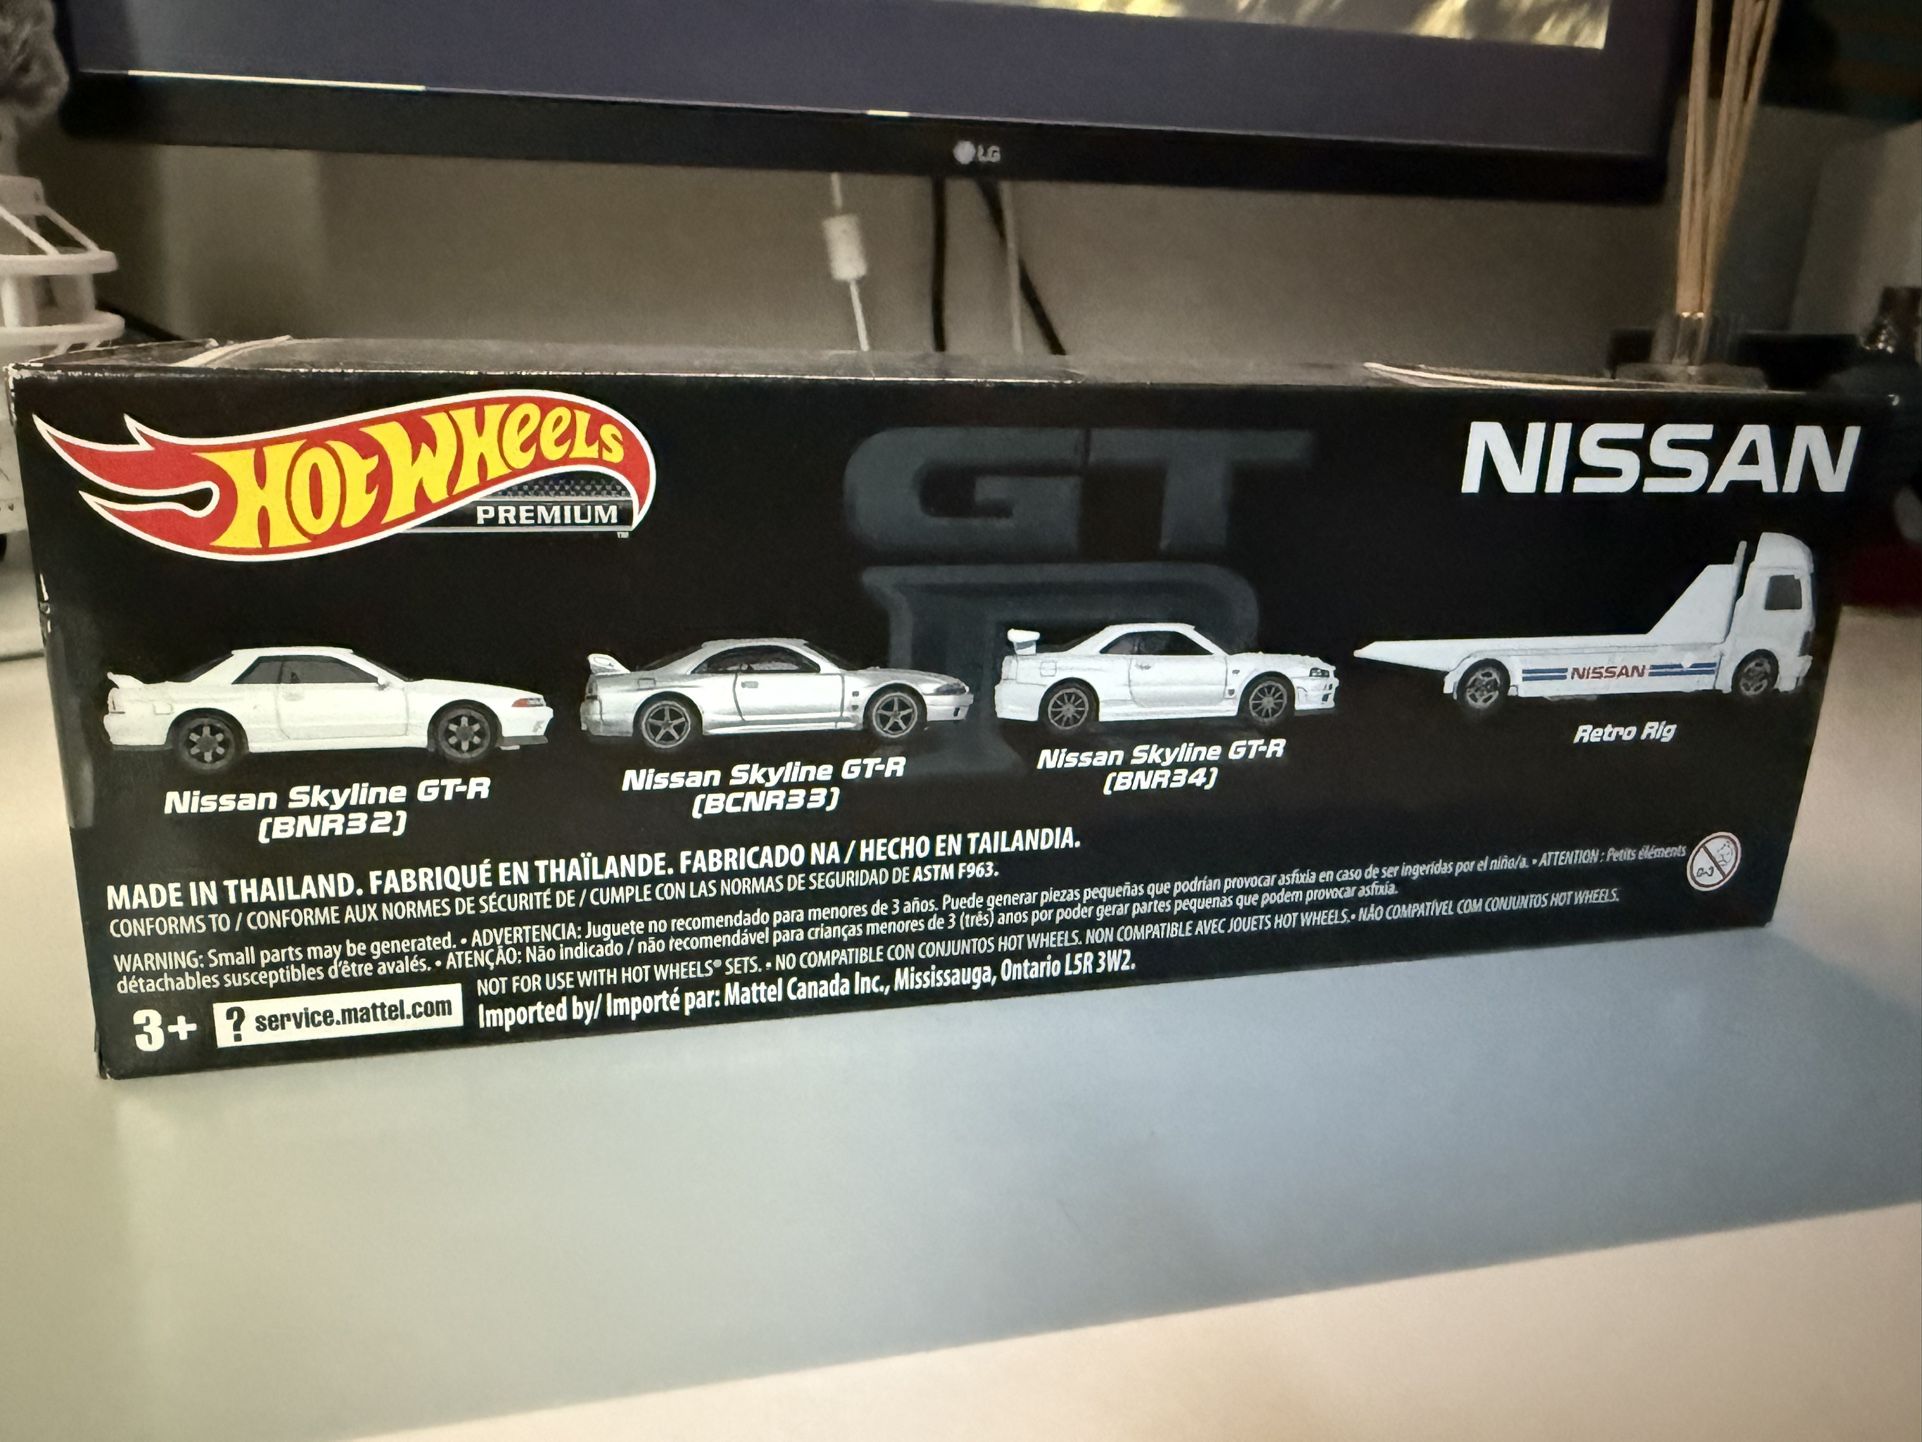 LG
HOT WHEELS
PREMIUM
TM
GT
R
NISSAN
NISSAN
Nissan Skyline GT-R
(BNR32)
Nissan Skyline GT-R
(BCNR33)
Nissan Skyline GT-R
(BNR34)
Retro Rig
MADE IN THAILAND. FABRIQUÉ EN THAÏLANDE. FABRICADO NA / HECHO EN TAILANDIA.
CONFORMS TO / CONFORME AUX NORMES DE SÉCURITÉ DE / CUMPLE CON LAS NORMAS DE SEGURIDAD DE ASTM F963.
WARNING: Small parts may be generated. • ADVERTENCIA: Juguete no recomendado para menores de 3 años. Puede generar piezas pequeñas que podrían provocar asfixia en caso de ser ingeridas por el niño/a. • ATTENTION : Petits éléments
détachables susceptibles d'être avalés. • ATENÇÃO: Não indicado / não recomendável para crianças menores de 3 (três) anos por poder gerar partes pequenas que podem provocar asfixia.
NOT FOR USE WITH HOT WHEELS® SETS. • NO COMPATIBLE CON CONJUNTOS HOT WHEELS. NON COMPATIBLE AVEC JOUETS HOT WHEELS. • NÃO COMPATÍVEL COM CONJUNTOS HOT WHEELS.
3+
? service.mattel.com
Imported by/ Importé par: Mattel Canada Inc., Mississauga, Ontario L5R 3W2.
0-3